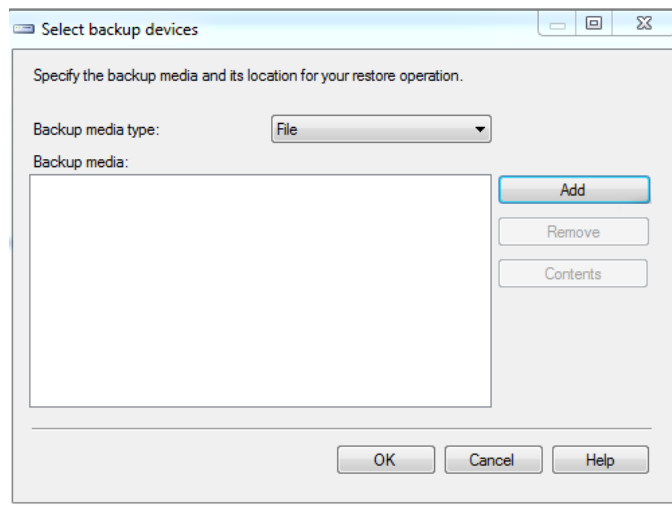 Select backup devices
Specify the backup media and its location for your restore operation.
Backup media type: File
Backup media:
Add
Remove
Contents
OK Cancel Help